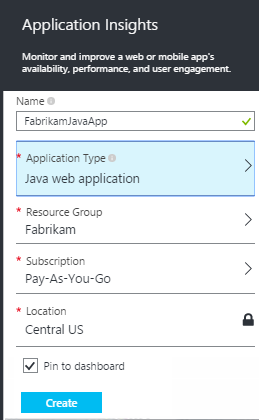 Application Insights
Monitor and improve a web or mobile app's
availability, performance, and user engagement.
Name
FabrikamJavaApp
* Application Type
Java web application
* Resource Group
Fabrikam
* Subscription
Pay-As-You-Go
* Location
Central US
Pin to dashboard
Create